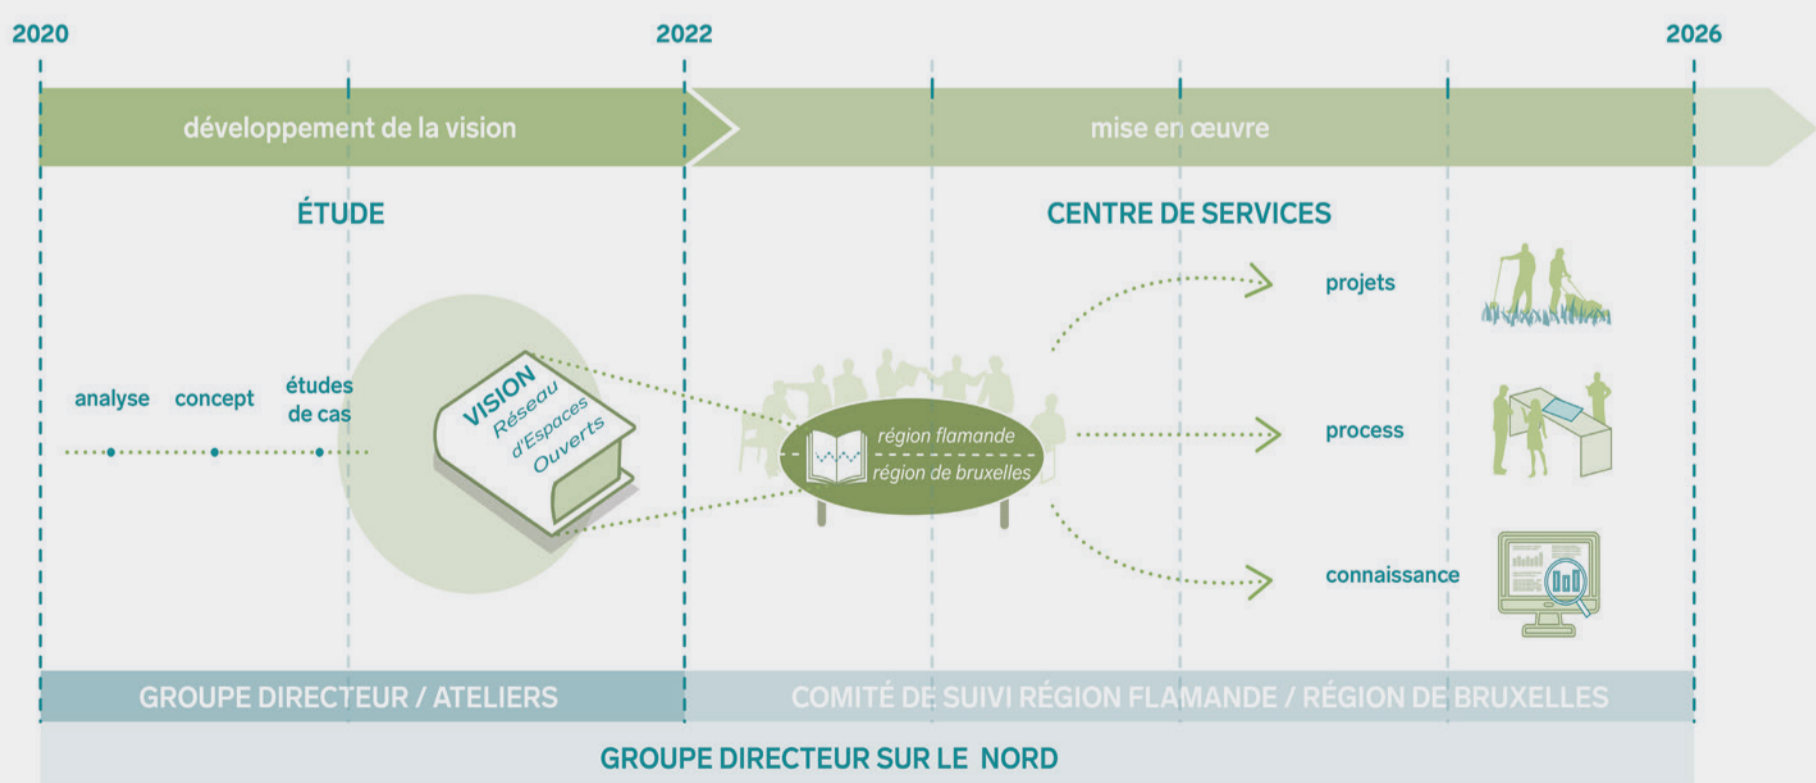 2020
2022
2026
développement de la vision
mise en œuvre
ÉTUDE
CENTRE DE SERVICES
analyse
concept
études
de cas
VISION
Réseau
d'Espaces
Ouverts
région flamande
région de bruxelles
projets
process
connaissance
GROUPE DIRECTEUR / ATELIERS
COMITÉ DE SUIVI RÉGION FLAMANDE / RÉGION DE BRUXELLES
GROUPE DIRECTEUR SUR LE NORD